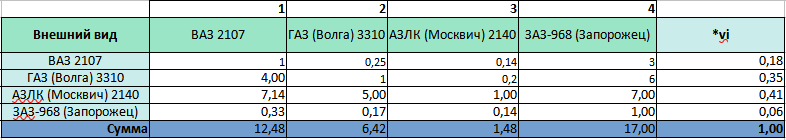 1 2 3 4
Внешний вид ВАЗ 2107 ГАЗ (Волга) 3310 АЗЛК (Москвич) 2140 ЗАЗ-968 (Запорожец) *vj
ВАЗ 2107 1 0,25 0,14 3 0,18
ГАЗ (Волга) 3310 4,00 1 0,2 6 0,35
АЗЛК (Москвич) 2140 7,14 5,00 1,00 7,00 0,41
ЗАЗ-968 (Запорожец) 0,33 0,17 0,14 1,00 0,06
Сумма 12,48 6,42 1,48 17,00 1,00